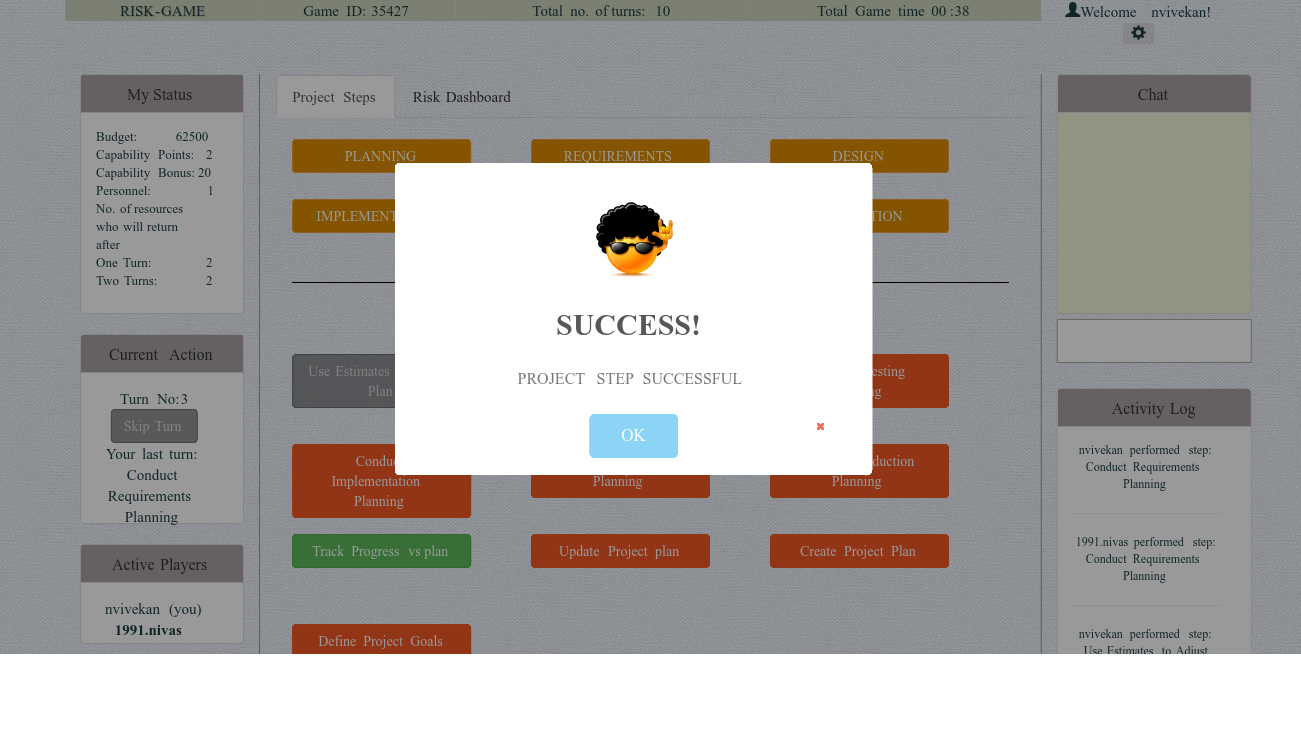 RISK-GAME Game ID: 35427 Total no. of turns: 10 Total Game time 00 :38 Welcome nvivekan!
My Status
Budget: 62500
Capability Points: 2
Capability Bonus: 20
Personnel: 1
No. of resources
who will return
after
One Turn: 2
Two Turns: 2
Current Action
Turn No:3
Skip Turn
Your last turn:
Conduct
Requirements
Planning
Active Players
nvivekan (you)
1991.nivas
Project Steps Risk Dashboard
PLANNING REQUIREMENTS DESIGN
SUCCESS!
PROJECT STEP SUCCESSFUL
OK
Use Estimates
Plan
Implementation
Planning
Planning
Planning
Track Progress vs plan Update Project plan Create Project Plan
Define Project Goals
Chat
Activity Log
nvivekan performed step:
Conduct Requirements
Planning
1991.nivas performed step:
Conduct Requirements
Planning
nvivekan performed step:
Use Estimates to Adjust